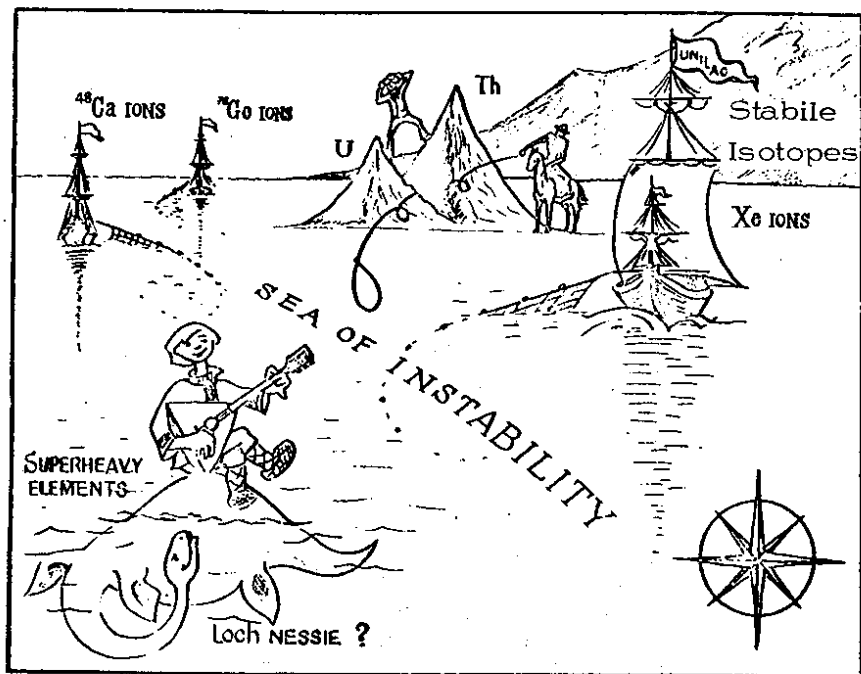 ⁴⁸Ca IONS
⁷⁶Ge IONS
U
Th
UNILAC
Stabile
Isotopes
Xe IONS
SEA OF INSTABILITY
SUPERHEAVY
ELEMENTS
Loch NESSIE ?